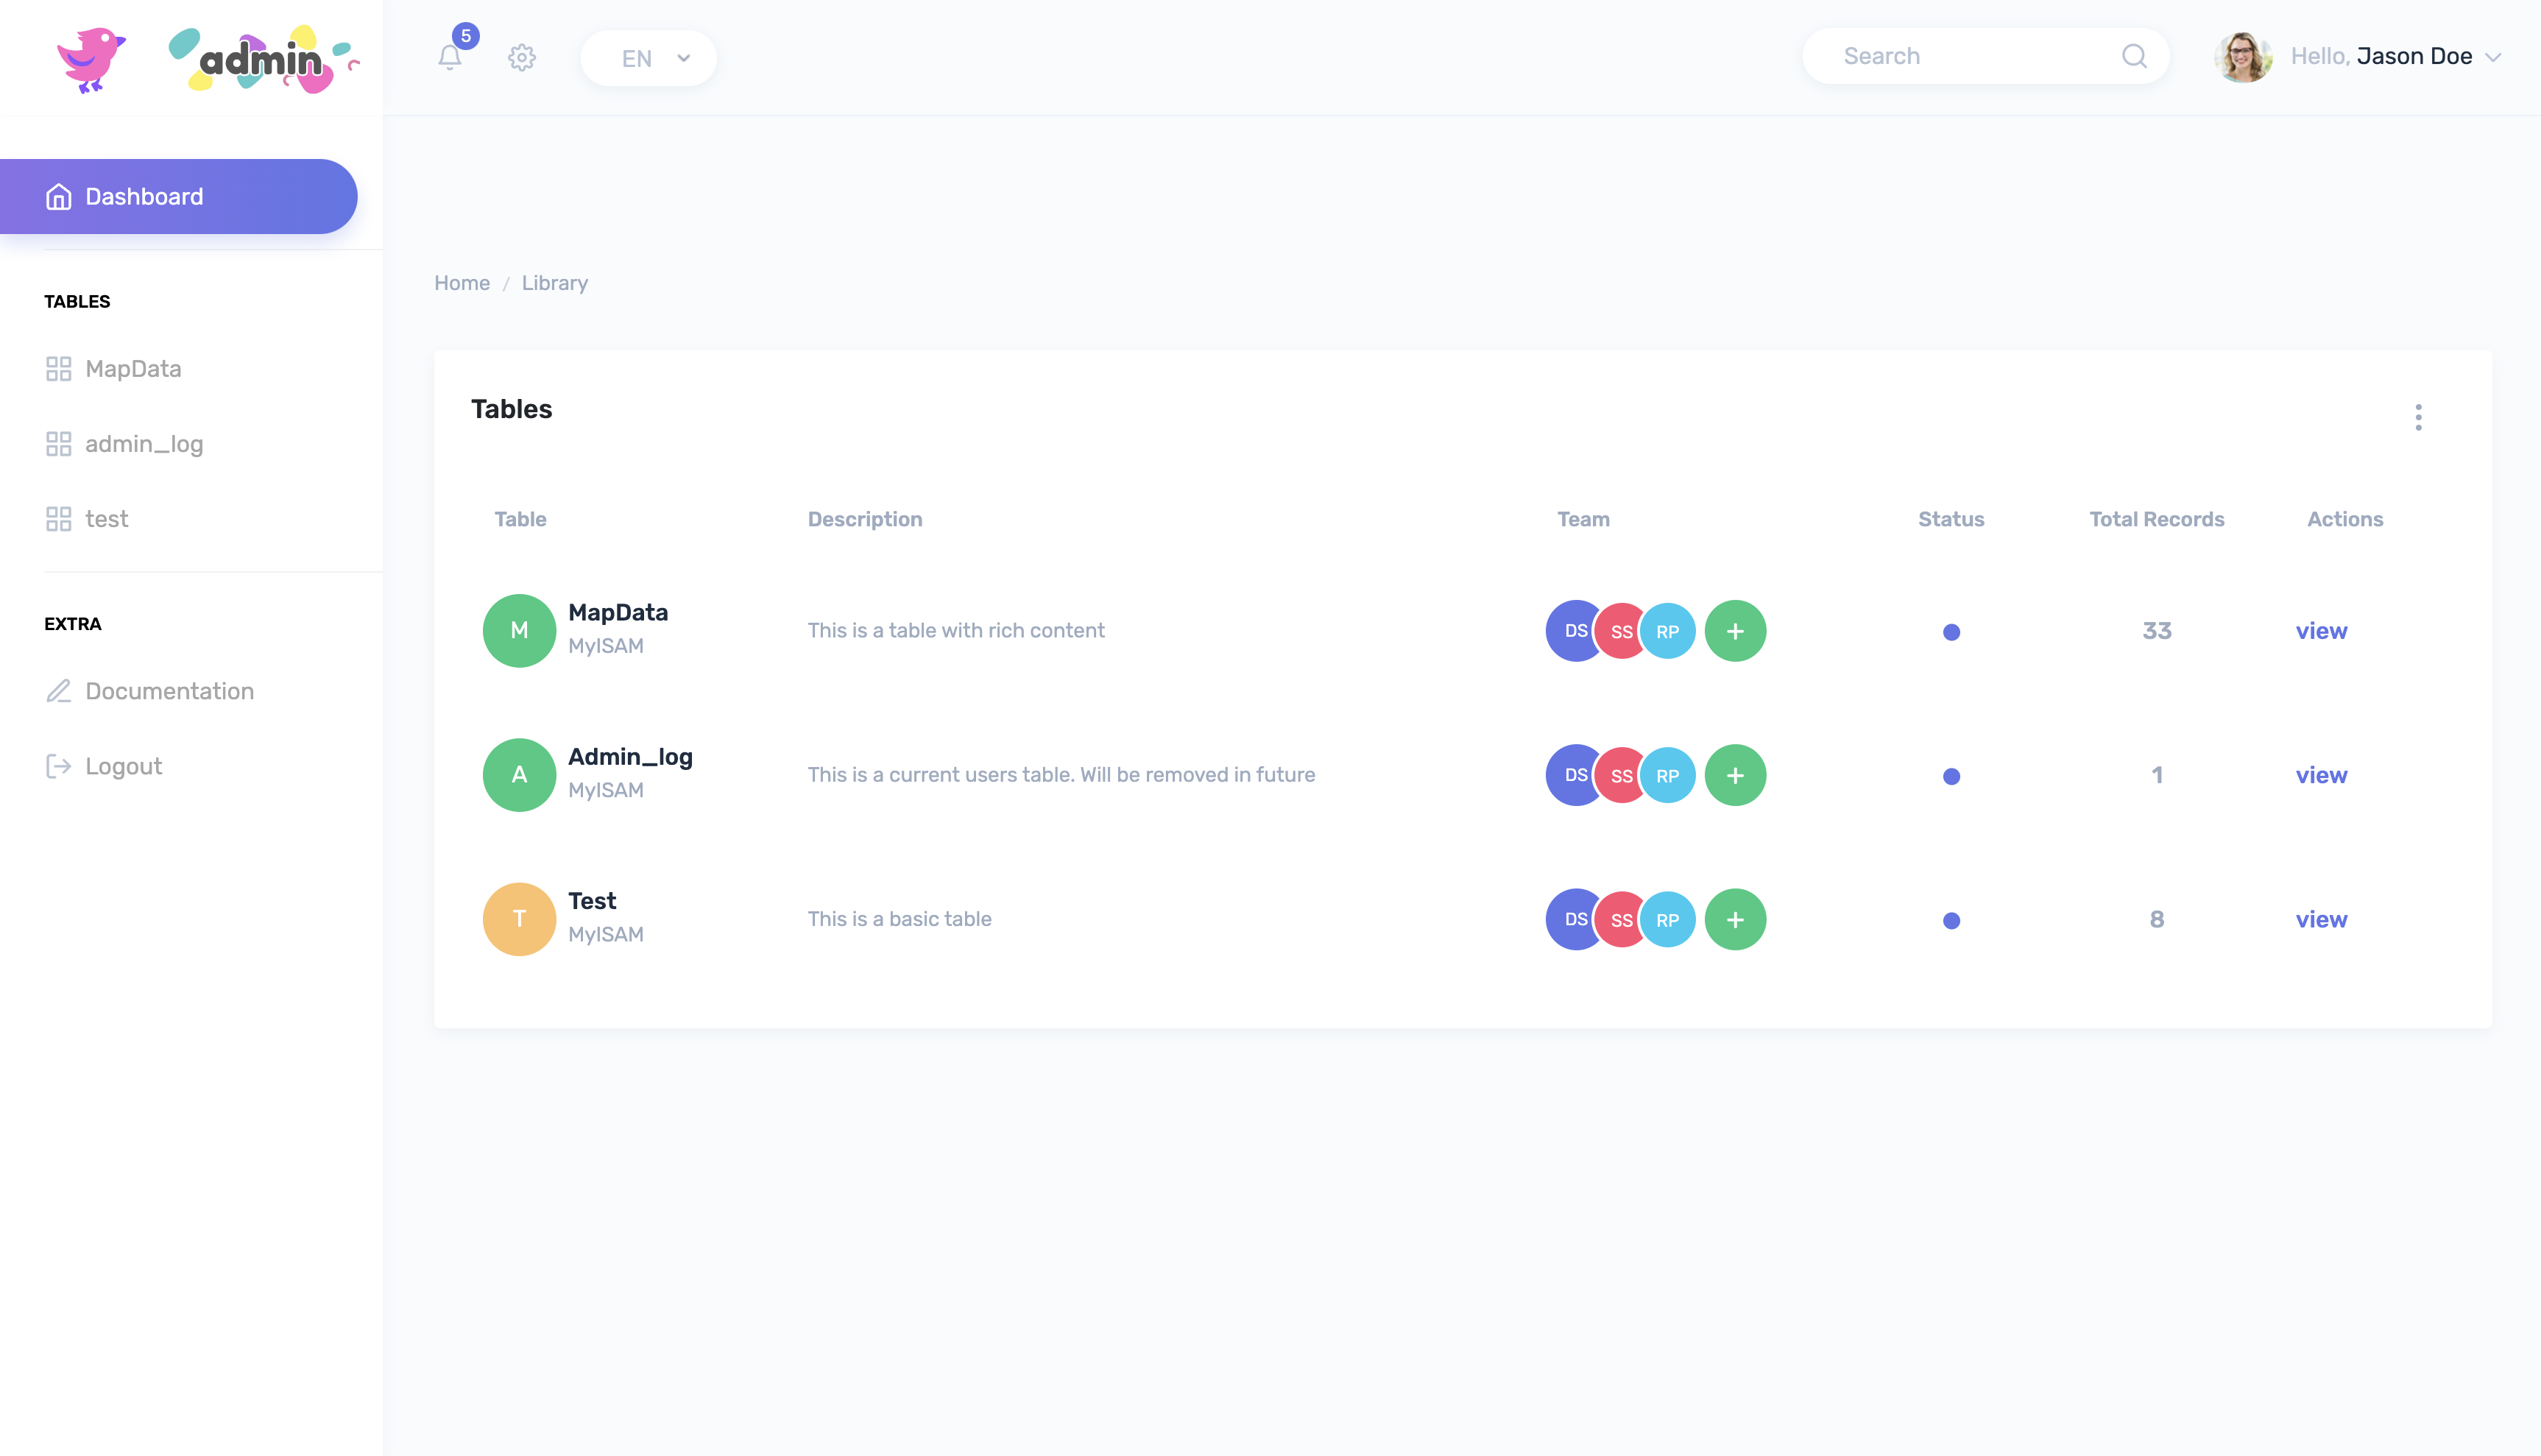 admin
5
EN
Search
Hello, Jason Doe
Dashboard
TABLES
MapData
admin_log
test
EXTRA
Documentation
Logout
Home / Library
Tables
Table Description Team Status Total Records Actions
M MapData This is a table with rich content DS SS RP + 33 view
MyISAM
A Admin_log This is a current users table. Will be removed in future DS SS RP + 1 view
MyISAM
T Test This is a basic table DS SS RP + 8 view
MyISAM